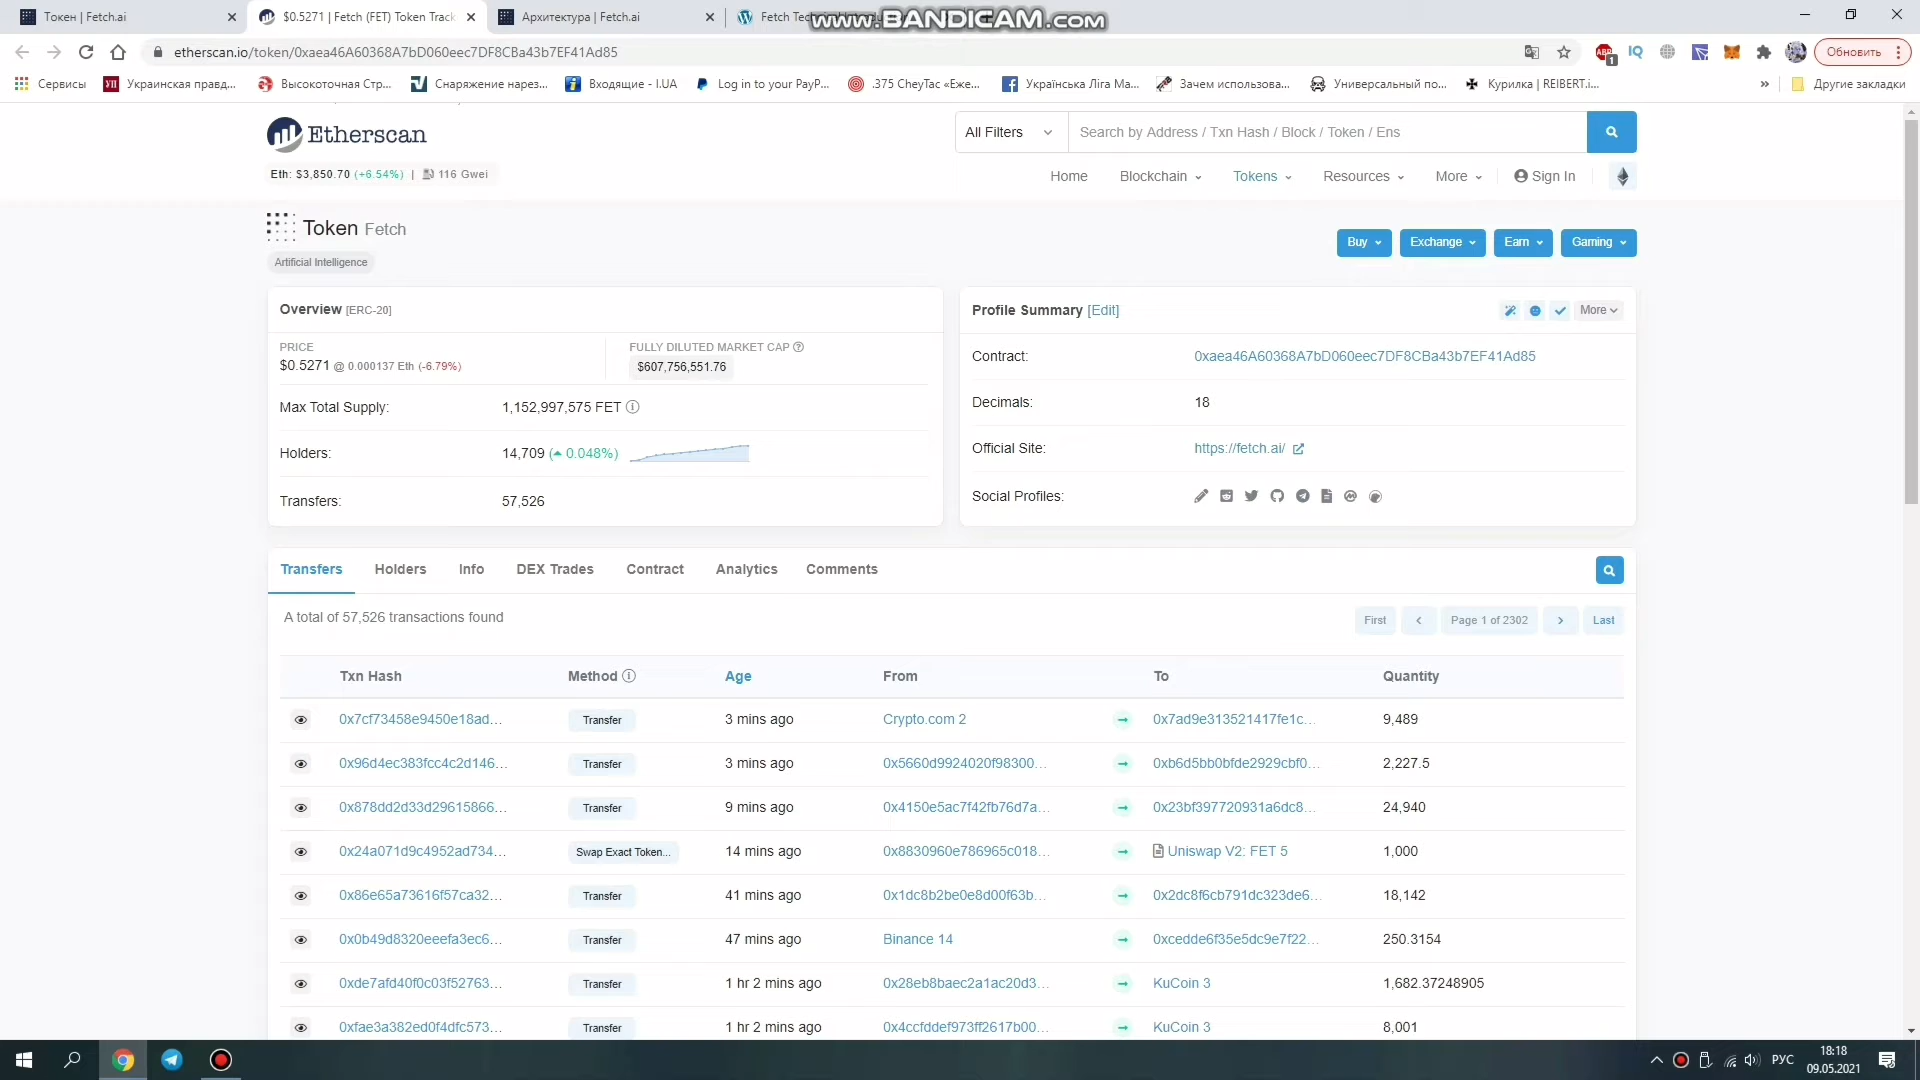 Токен | Fetch.ai
$0.5271 | Fetch (FET) Token Track
Архитектура | Fetch.ai
Fetch Tech
www.BANDICAM.com
etherscan.io/token/0xaea46A60368A7bD060eec7DF8CBa43b7EF41Ad85
ABP
1
IQ
Обновить
Сервисы
УП
Украинская правд...
Высокоточная Стр...
Снаряжение нарез...
Входящие - I.UA
Log in to your PayP...
.375 CheyTac «Еже...
Українська Ліга Ма...
Зачем использова...
Универсальный по...
Курилка | REIBERT.i...
»
Другие закладки
Etherscan
All Filters
Search by Address / Txn Hash / Block / Token / Ens
Eth: $3,850.70 (+6.54%) | 116 Gwei
Home
Blockchain
Tokens
Resources
More
Sign In
Token Fetch
Artificial Intelligence
Buy
Exchange
Earn
Gaming
Overview [ERC-20]
PRICE
$0.5271 @ 0.000137 Eth (-6.79%)
FULLY DILUTED MARKET CAP
$607,756,551.76
Max Total Supply:
1,152,997,575 FET
Holders:
14,709 (0.048%)
Transfers:
57,526
Profile Summary [Edit]
More
Contract:
0xaea46A60368A7bD060eec7DF8CBa43b7EF41Ad85
Decimals:
18
Official Site:
https://fetch.ai/
Social Profiles:
Transfers
Holders
Info
DEX Trades
Contract
Analytics
Comments
A total of 57,526 transactions found
First
Page 1 of 2302
Last
Txn Hash Method Age From To Quantity
0x7cf73458e9450e18ad... Transfer 3 mins ago Crypto.com 2 0x7ad9e313521417fe1c... 9,489
0x96d4ec383fcc4c2d146... Transfer 3 mins ago 0x5660d9924020f98300... 0xb6d5bb0bfde2929cbf0... 2,227.5
0x878dd2d33d29615866... Transfer 9 mins ago 0x4150e5ac7f42fb76d7a... 0x23bf397720931a6dc8... 24,940
0x24a071d9c4952ad734... Swap Exact Token... 14 mins ago 0x8830960e786965c018... Uniswap V2: FET 5 1,000
0x86e65a73616f57ca32... Transfer 41 mins ago 0x1dc8b2be0e8d00f63b... 0x2dc8f6cb791dc323de6... 18,142
0x0b49d8320eeefa3ec6... Transfer 47 mins ago Binance 14 0xcedde6f35e5dc9e7f22... 250.3154
0xde7afd40f0c03f52763... Transfer 1 hr 2 mins ago 0x28eb8baec2a1ac20d3... KuCoin 3 1,682.37248905
0xfae3a382ed0f4dfc573... Transfer 1 hr 2 mins ago 0x4ccfddef973ff2617b00... KuCoin 3 8,001
РУС
18:18
09.05.2021